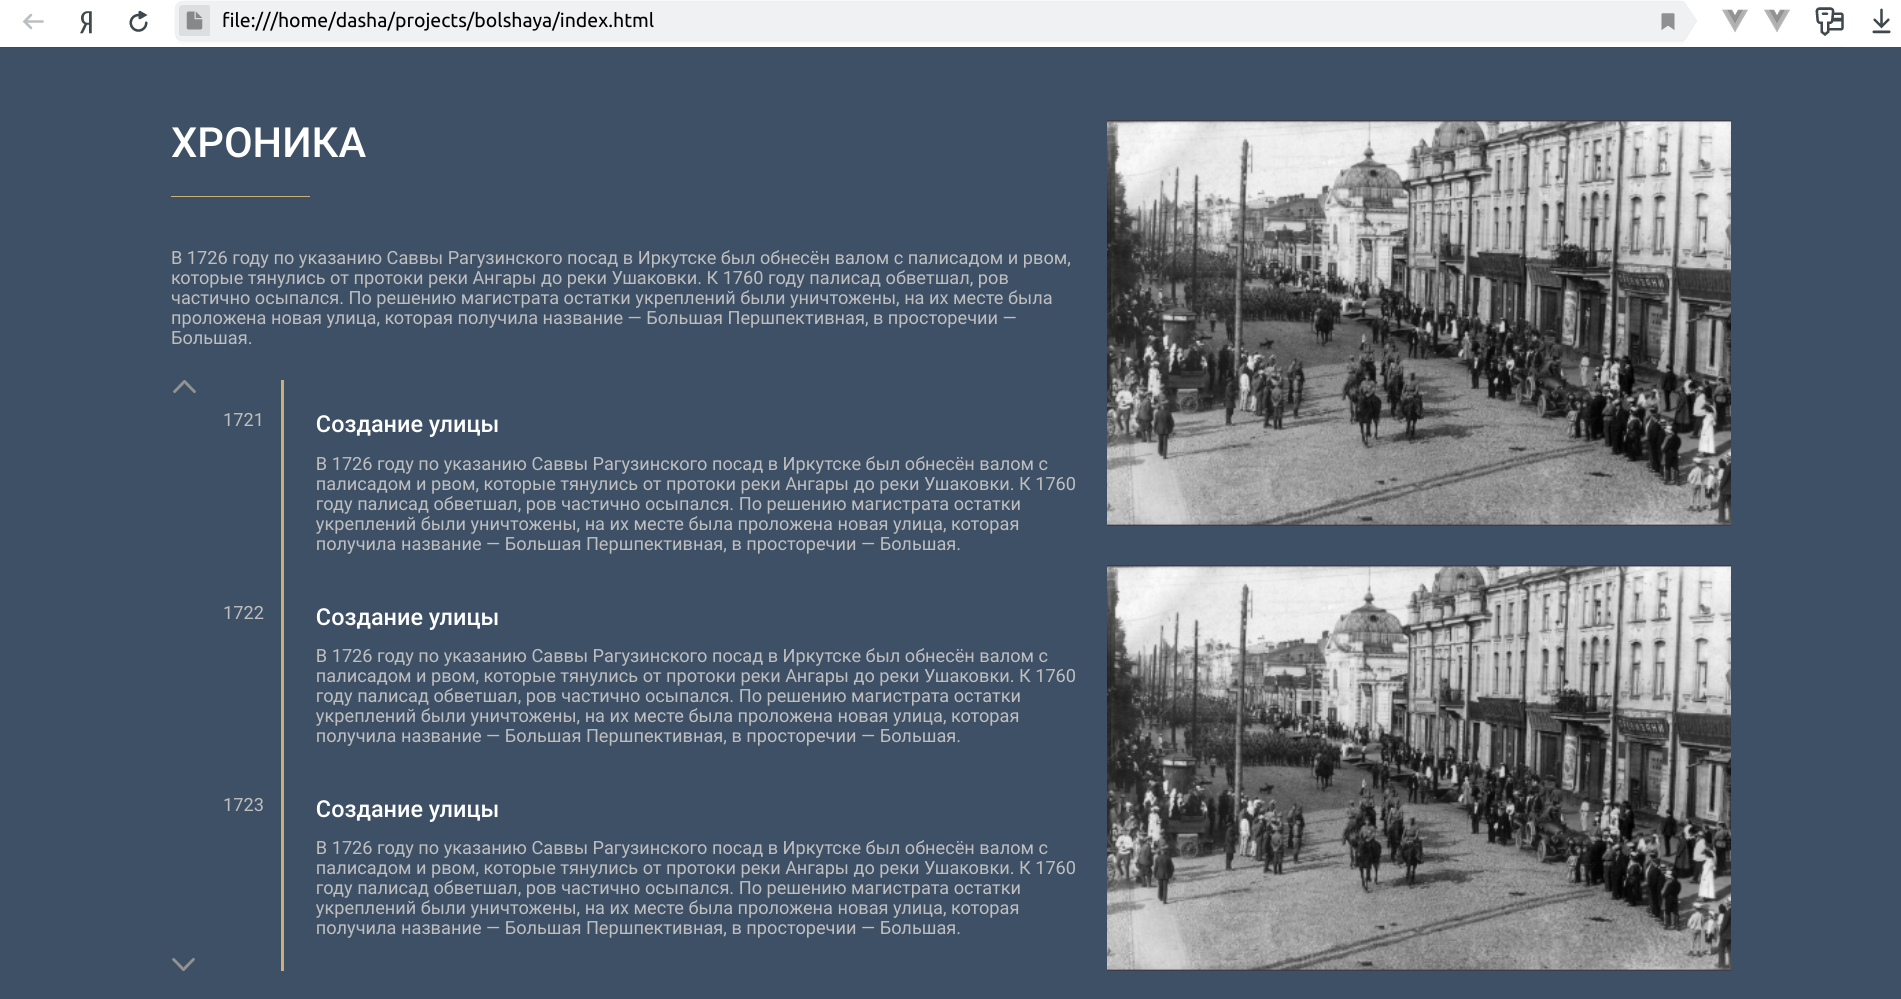 Я
file:///home/dasha/projects/bolshaya/index.html
ХРОНИКА
В 1726 году по указанию Саввы Рагузинского посад в Иркутске был обнесён валом с палисадом и рвом,
которые тянулись от протоки реки Ангары до реки Ушаковки. К 1760 году палисад обветшал, ров
частично осыпался. По решению магистрата остатки укреплений были уничтожены, на их месте была
проложена новая улица, которая получила название — Большая Першпективная, в просторечии —
Большая.
1721
Создание улицы
В 1726 году по указанию Саввы Рагузинского посад в Иркутске был обнесён валом с
палисадом и рвом, которые тянулись от протоки реки Ангары до реки Ушаковки. К 1760
году палисад обветшал, ров частично осыпался. По решению магистрата остатки
укреплений были уничтожены, на их месте была проложена новая улица, которая
получила название — Большая Першпективная, в просторечии — Большая.
1722
Создание улицы
В 1726 году по указанию Саввы Рагузинского посад в Иркутске был обнесён валом с
палисадом и рвом, которые тянулись от протоки реки Ангары до реки Ушаковки. К 1760
году палисад обветшал, ров частично осыпался. По решению магистрата остатки
укреплений были уничтожены, на их месте была проложена новая улица, которая
получила название — Большая Першпективная, в просторечии — Большая.
1723
Создание улицы
В 1726 году по указанию Саввы Рагузинского посад в Иркутске был обнесён валом с
палисадом и рвом, которые тянулись от протоки реки Ангары до реки Ушаковки. К 1760
году палисад обветшал, ров частично осыпался. По решению магистрата остатки
укреплений были уничтожены, на их месте была проложена новая улица, которая
получила название — Большая Першпективная, в просторечии — Большая.